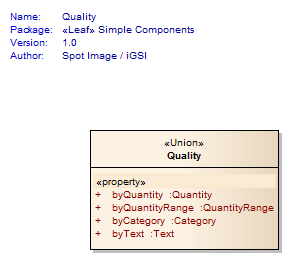 Name: Quality
Package: «Leaf» Simple Components
Version: 1.0
Author: Spot Image / iGSI
«Union»
Quality
«property»
+ byQuantity :Quantity
+ byQuantityRange :QuantityRange
+ byCategory :Category
+ byText :Text